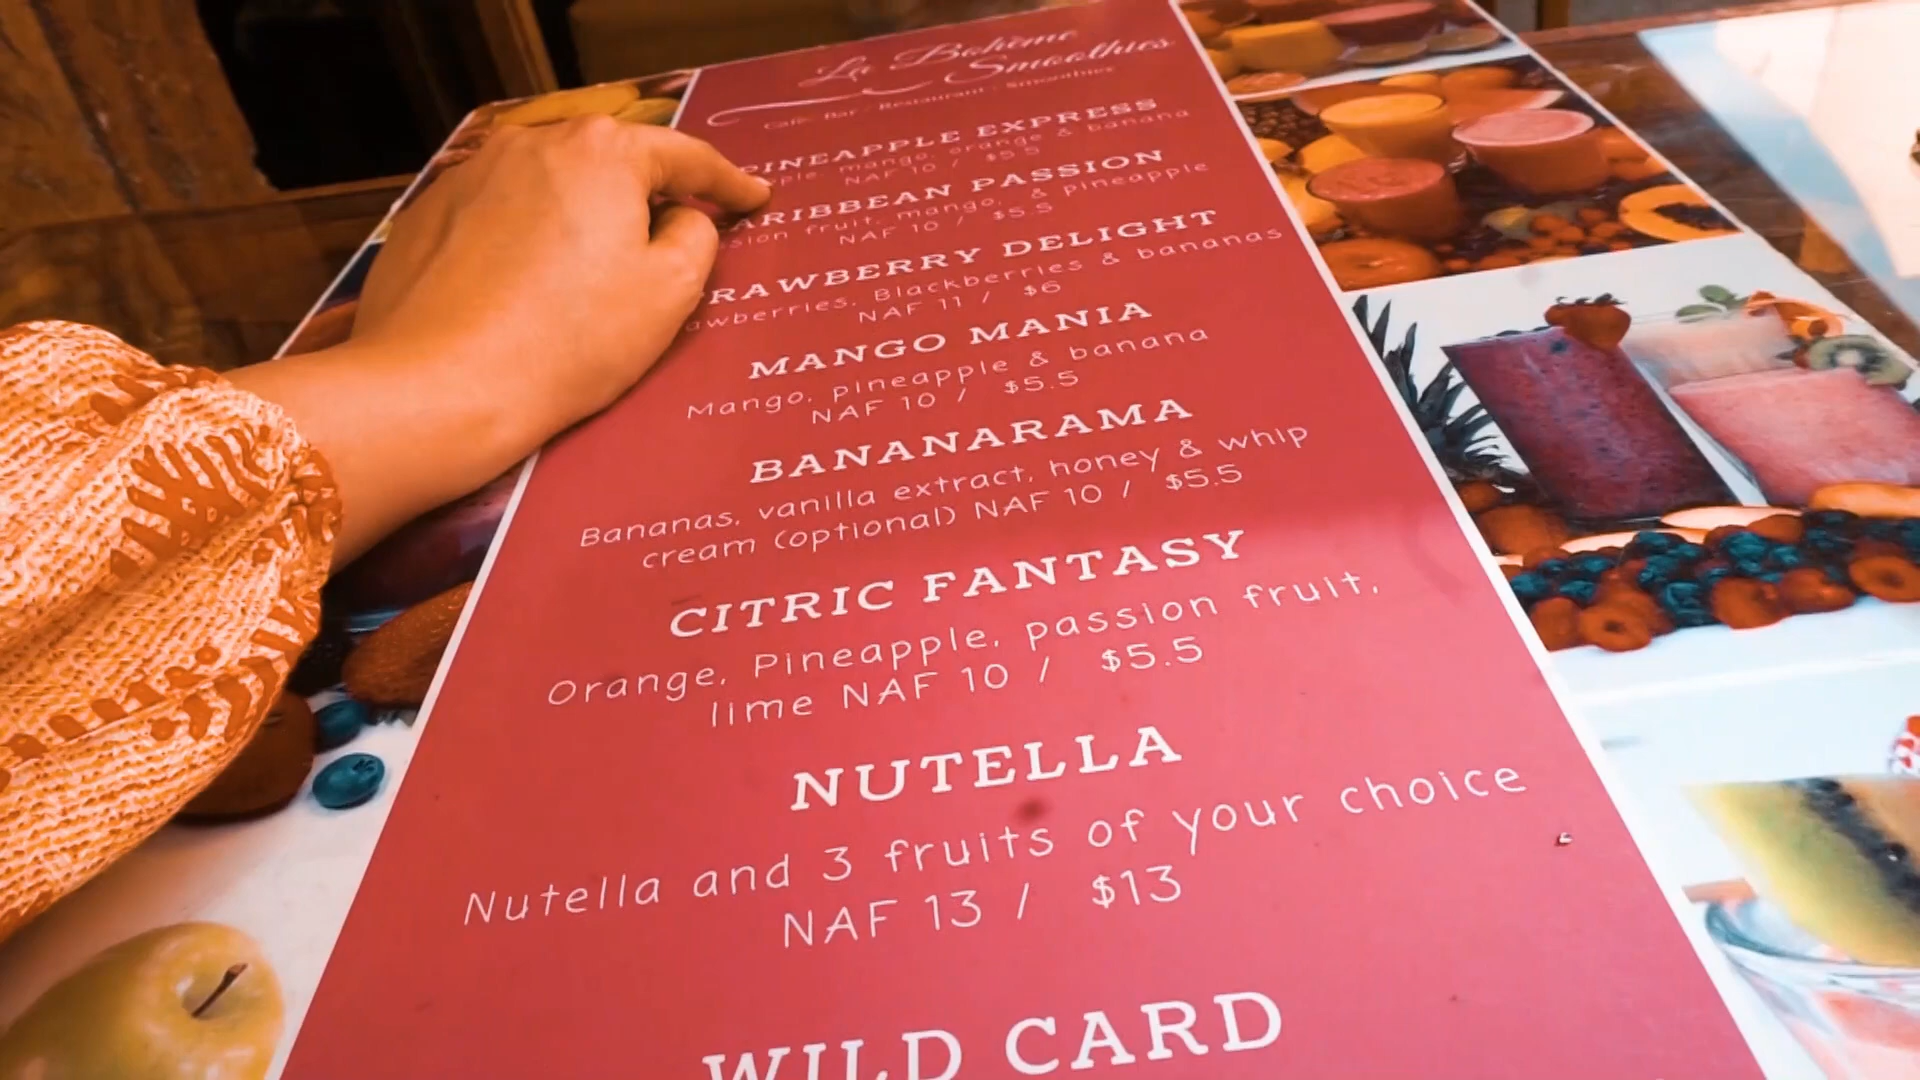 La Bohème
Smoothies
Café Bar / Restaurant / Smoothies
PINEAPPLE EXPRESS
ple, mango, orange & banana
NAF 10 / $5.5
ARIBBEAN PASSION
sion fruit, mango, & pineapple
NAF 10 / $5.5
RAWBERRY DELIGHT
awberries, Blackberries & bananas
NAF 11 / $6
MANGO MANIA
Mango, pineapple & banana
NAF 10 / $5.5
BANANARAMA
Bananas, vanilla extract, honey & whip
cream (optional) NAF 10 / $5.5
CITRIC FANTASY
Orange, Pineapple, passion fruit,
lime NAF 10 / $5.5
NUTELLA
Nutella and 3 fruits of your choice
NAF 13 / $13
WILD CARD